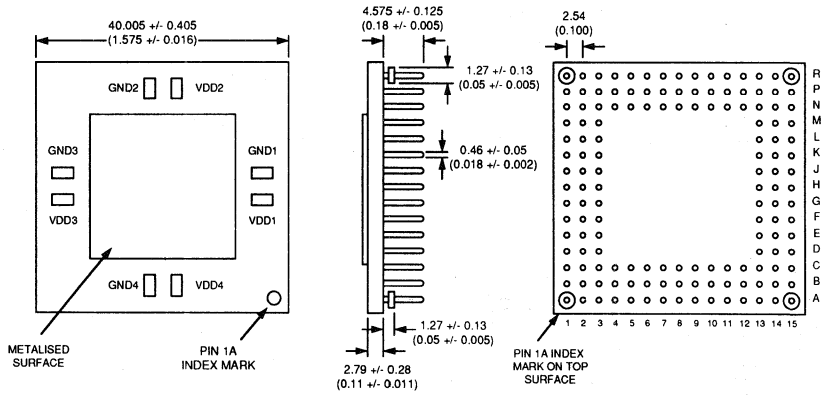 40.005 +/- 0.405
(1.575 +/- 0.016)
GND2
VDD2
GND3
GND1
VDD3
VDD1
GND4
VDD4
METALISED
SURFACE
PIN 1A
INDEX MARK
4.575 +/- 0.125
(0.18 +/- 0.005)
1.27 +/- 0.13
(0.05 +/- 0.005)
0.46 +/- 0.05
(0.018 +/- 0.002)
1.27 +/- 0.13
(0.05 +/- 0.005)
2.79 +/- 0.28
(0.11 +/- 0.011)
2.54
(0.100)
R
P
N
M
L
K
J
H
G
F
E
D
C
B
A
1 2 3 4 5 6 7 8 9 10 11 12 13 14 15
PIN 1A INDEX
MARK ON TOP
SURFACE